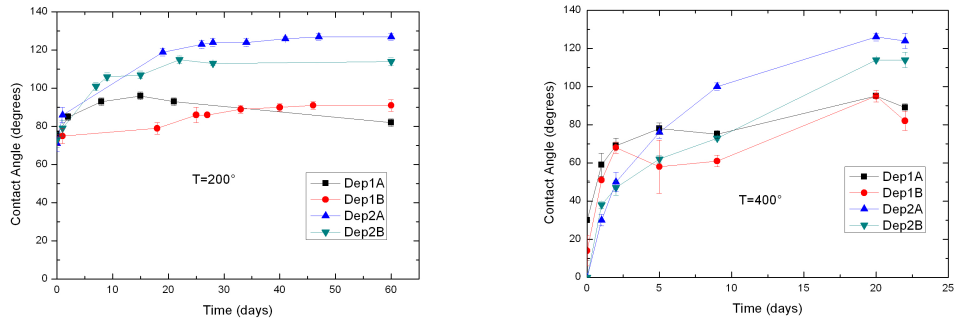 140
120
100
80
60
40
20
0
Contact Angle (degrees)
T=200°
Dep1A
Dep1B
Dep2A
Dep2B
0 10 20 30 40 50 60
Time (days)
140
120
100
80
60
40
20
0
Contact Angle (degrees)
T=400°
Dep1A
Dep1B
Dep2A
Dep2B
0 5 10 15 20 25
Time (days)